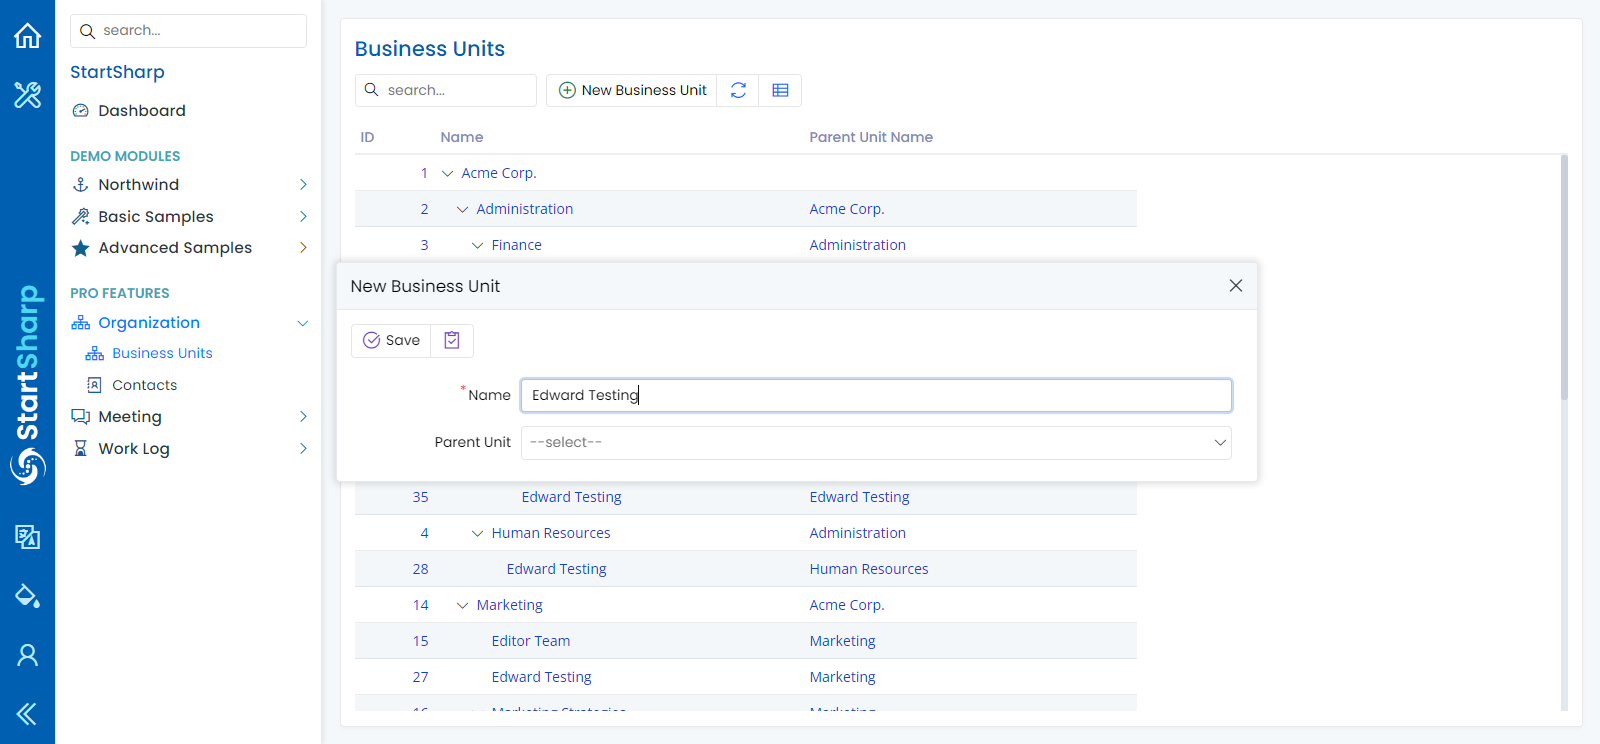 search...
StartSharp
Dashboard
DEMO MODULES
Northwind
Basic Samples
Advanced Samples
PRO FEATURES
Organization
Business Units
Contacts
Meeting
Work Log
StartSharp
Business Units
search...
New Business Unit
ID Name Parent Unit Name
1 Acme Corp.
2 Administration Acme Corp.
3 Finance Administration
New Business Unit
Save
*Name Edward Testing
Parent Unit --select--
35 Edward Testing Edward Testing
4 Human Resources Administration
28 Edward Testing Human Resources
14 Marketing Acme Corp.
15 Editor Team Marketing
27 Edward Testing Marketing
16 Marketing Strategies Marketing